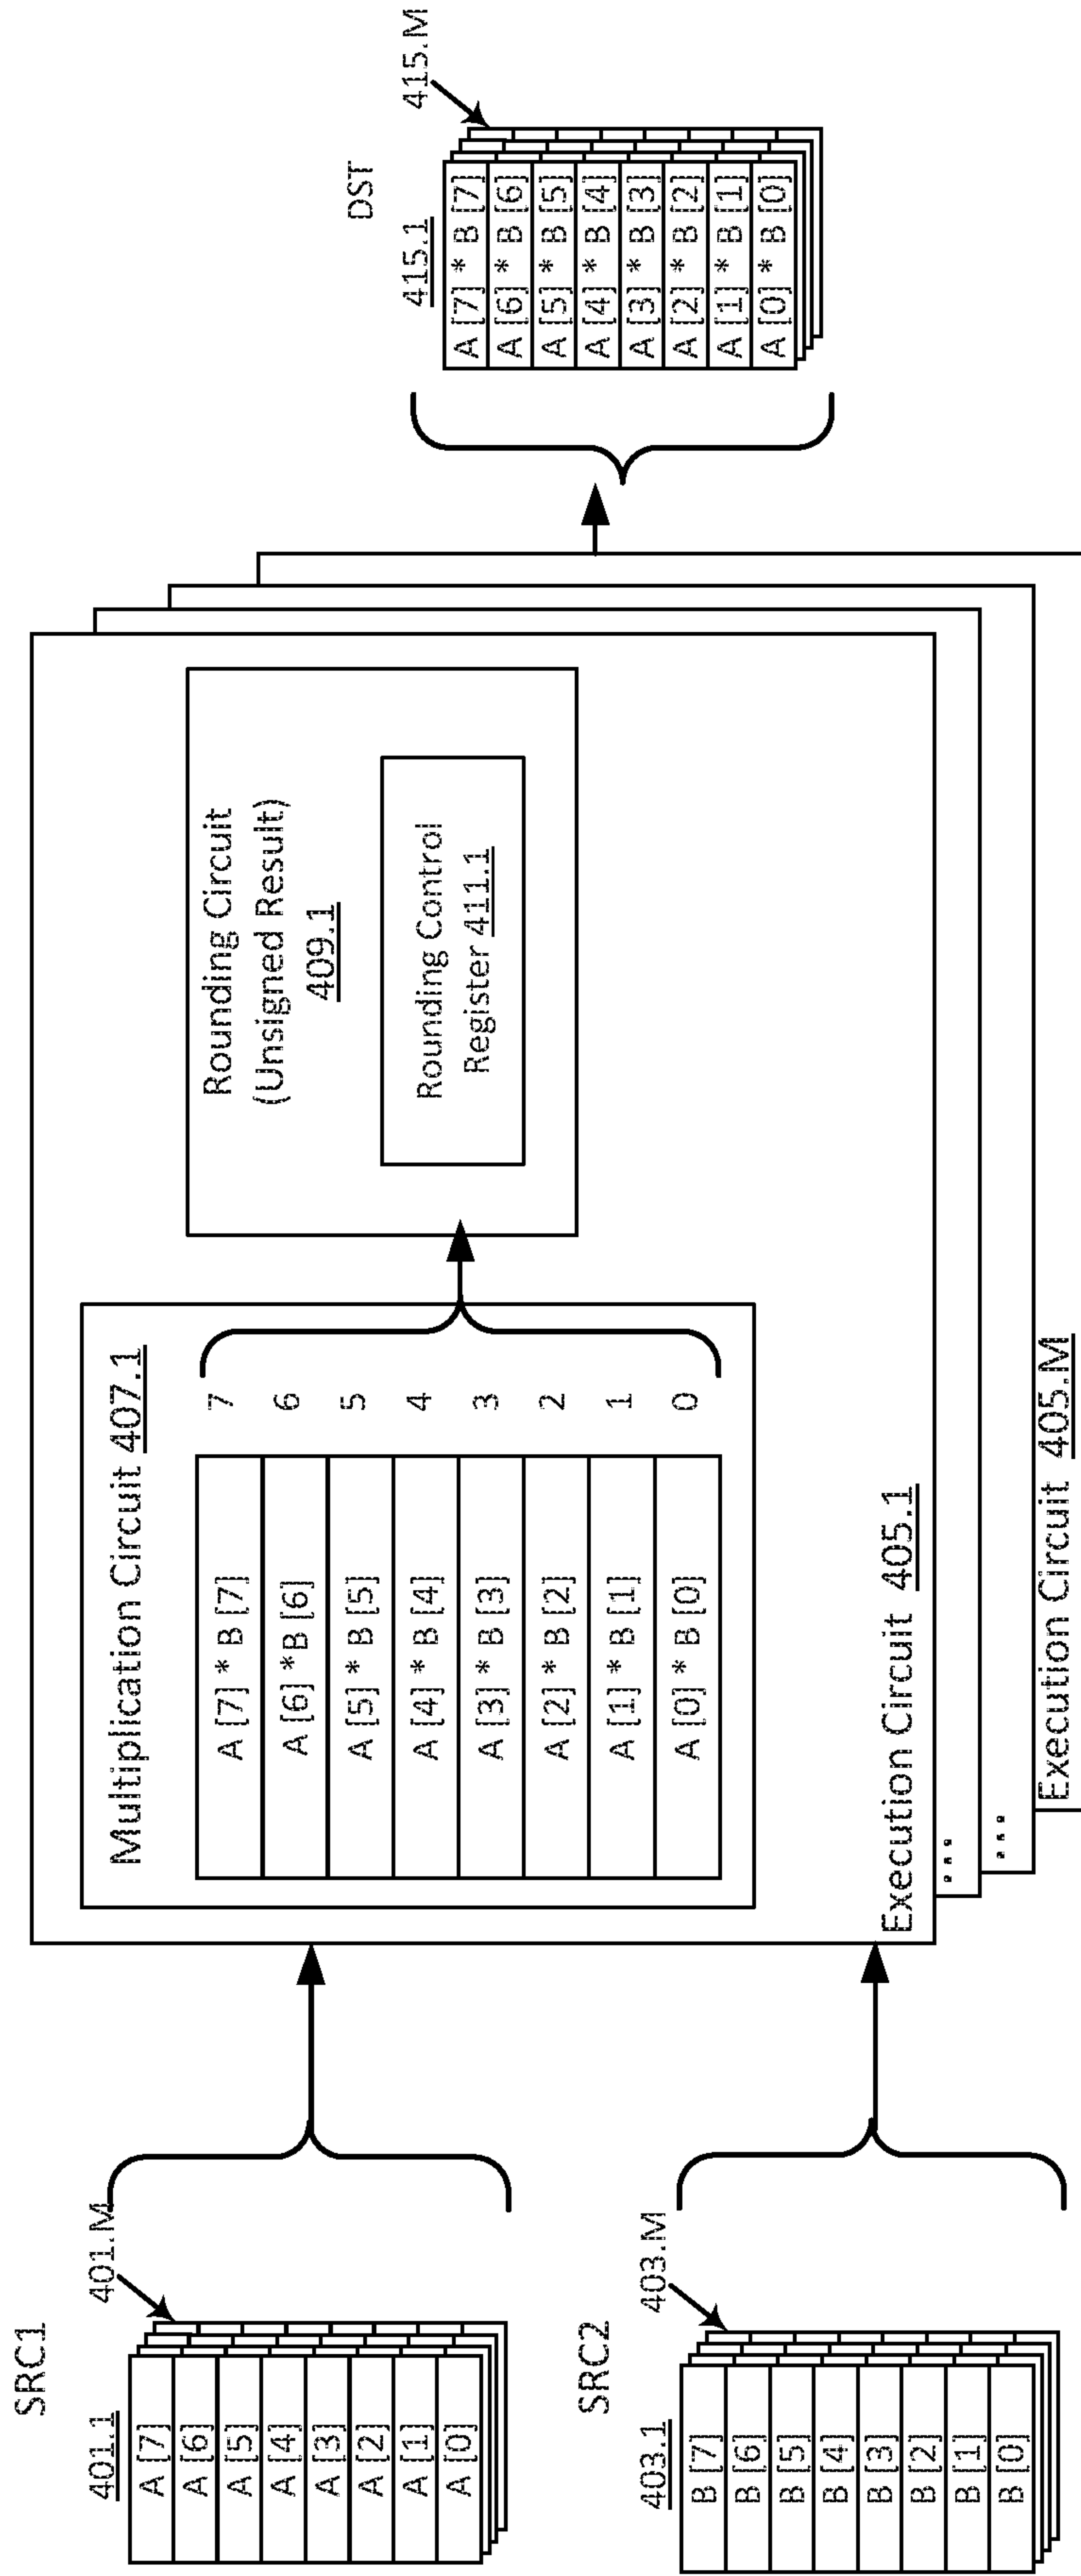 SRC1
401.1
401.M
A [7]
A [6]
A [5]
A [4]
A [3]
A [2]
A [1]
A [0]
SRC2
403.1
403.M
B [7]
B [6]
B [5]
B [4]
B [3]
B [2]
B [1]
B [0]
Multiplication Circuit 407.1
A [7] * B [7]
7
A [6] *B [6]
6
A [5] * B [5]
5
A [4] * B [4]
4
A [3] * B [3]
3
A [2] * B [2]
2
A [1] * B [1]
1
A [0] * B [0]
0
Rounding Circuit
(Unsigned Result)
409.1
Rounding Control
Register 411.1
Execution Circuit 405.1
...
...
Execution Circuit 405.M
DST
415.1
415.M
A [7] * B [7]
A [6] * B [6]
A [5] * B [5]
A [4] * B [4]
A [3] * B [3]
A [2] * B [2]
A [1] * B [1]
A [0] * B [0]